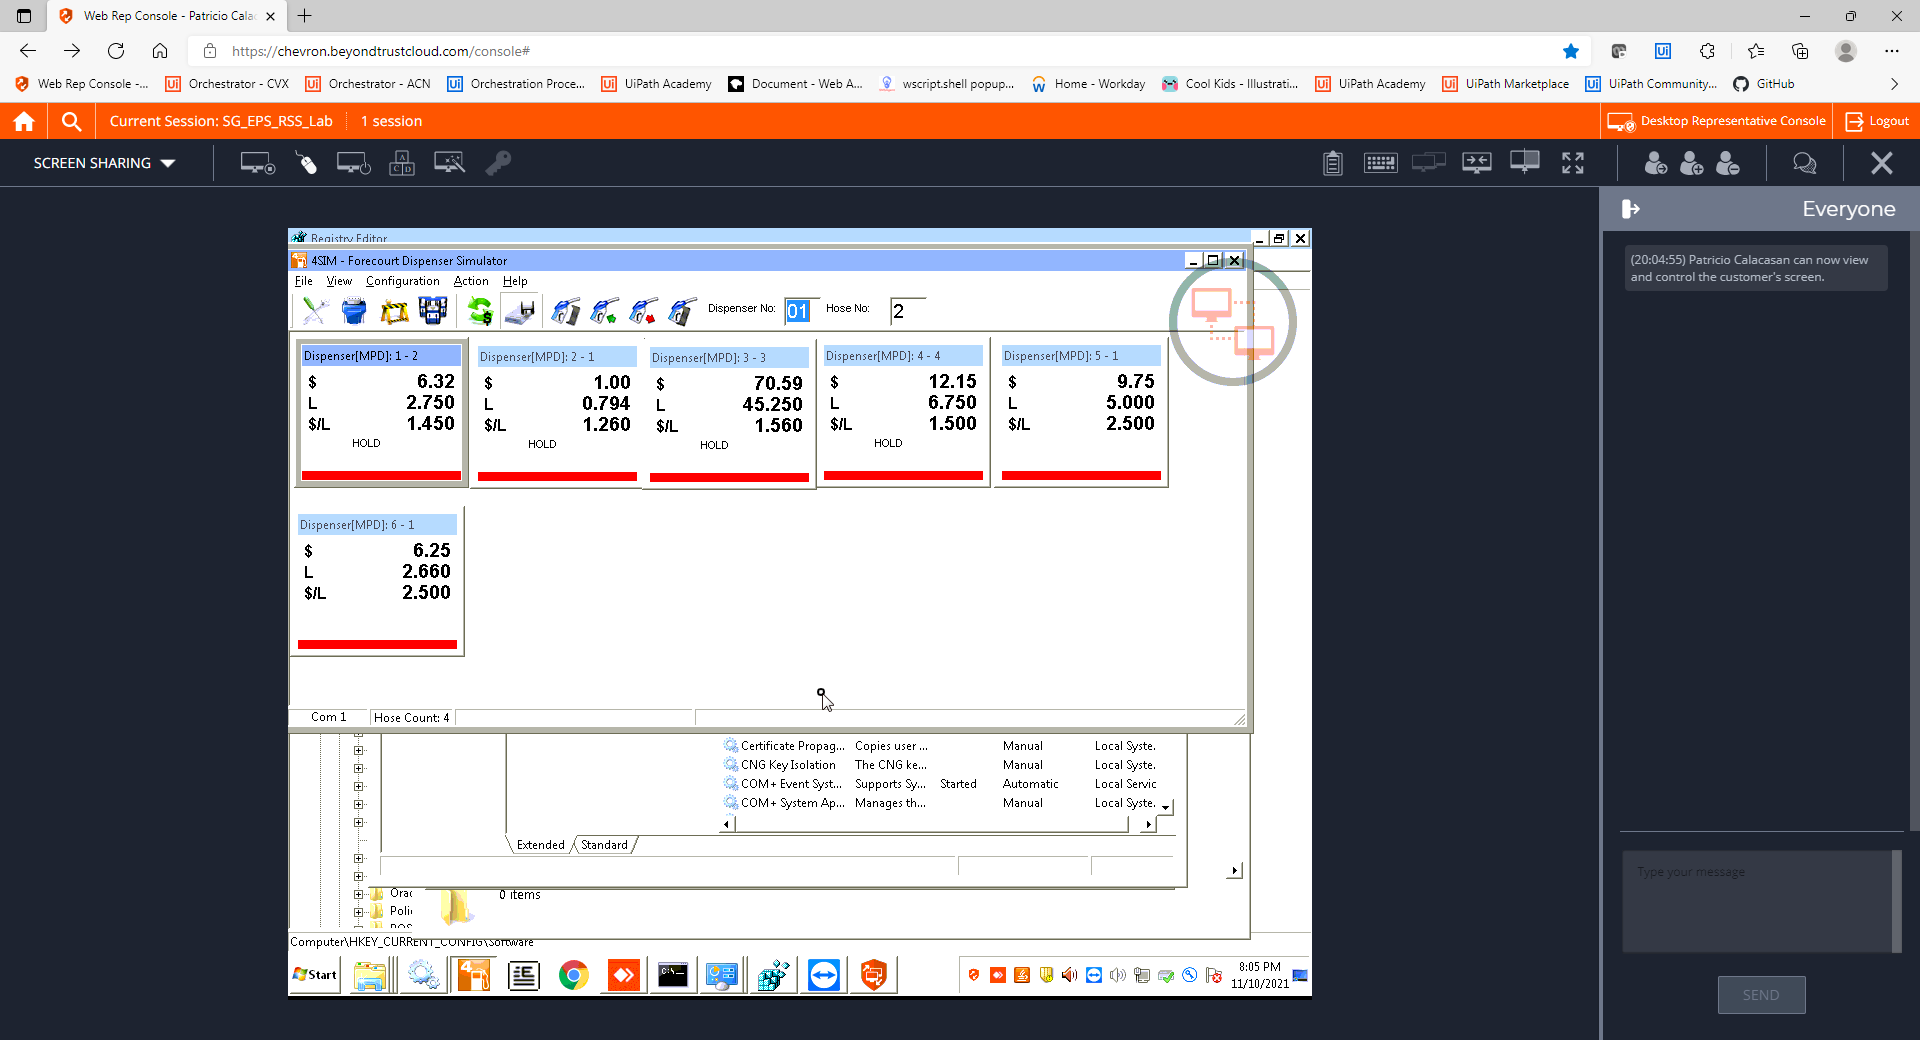 Web Rep Console - Patricio Cala
https://chevron.beyondtrustcloud.com/console#
Web Rep Console -...
Orchestrator - CVX
Orchestrator - ACN
Orchestration Proce...
UiPath Academy
Document - Web A...
wscript.shell popup...
Home - Workday
Cool Kids - Illustrati...
UiPath Academy
UiPath Marketplace
UiPath Community...
GitHub
Current Session: SG_EPS_RSS_Lab
1 session
Desktop Representative Console
Logout
SCREEN SHARING
Everyone
(20:04:55) Patricio Calacasan can now view
and control the customer's screen.
Registry Editor
4SIM - Forecourt Dispenser Simulator
File View Configuration Action Help
Dispenser No: 01 Hose No: 2
Dispenser[MPD]: 1 - 2
$ 6.32
L 2.750
$/L 1.450
HOLD
Dispenser[MPD]: 2 - 1
$ 1.00
L 0.794
$/L 1.260
HOLD
Dispenser[MPD]: 3 - 3
$ 70.59
L 45.250
$/L 1.560
HOLD
Dispenser[MPD]: 4 - 4
$ 12.15
L 6.750
$/L 1.500
HOLD
Dispenser[MPD]: 5 - 1
$ 9.75
L 5.000
$/L 2.500
Dispenser[MPD]: 6 - 1
$ 6.25
L 2.660
$/L 2.500
Com 1
Hose Count: 4
Certificate Propag... Copies user ... Manual Local Syste.
CNG Key Isolation The CNG ke... Manual Local Syste.
COM+ Event Syst... Supports Sy... Started Automatic Local Servic
COM+ System Ap... Manages th... Manual Local Syste.
Extended Standard
Orac
0 items
Poli
Computer\HKEY_CURRENT_CONFIG\Software
Start
8:05 PM
11/10/2021
Type your message
SEND